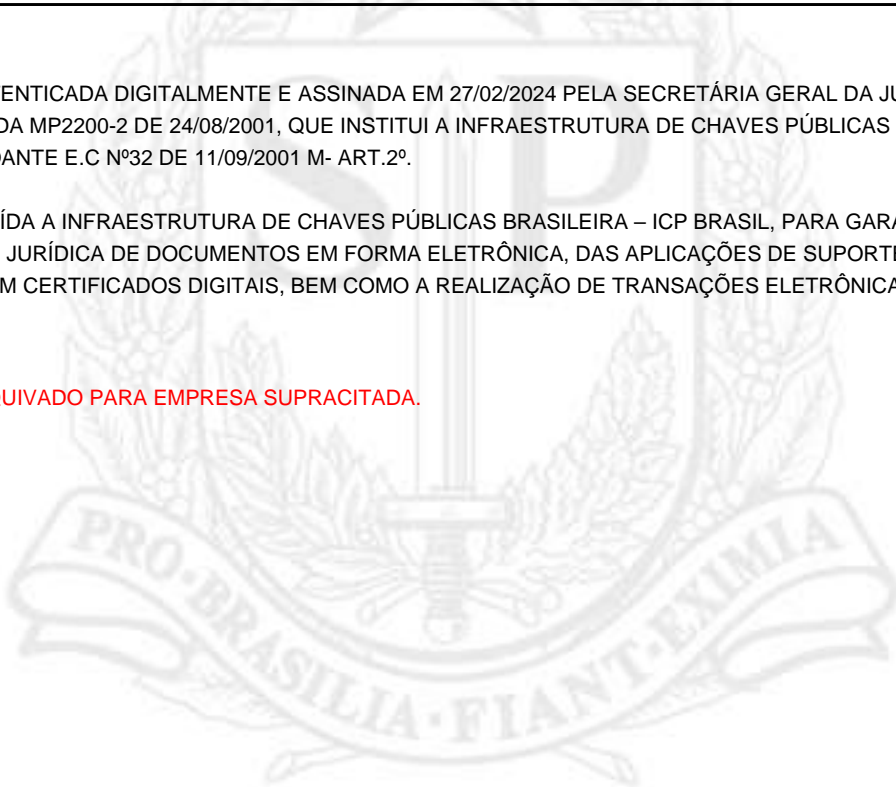 ENTICADA DIGITALMENTE E ASSINADA EM 27/02/2024 PELA SECRETÁRIA GERAL DA JU
DA MP2200-2 DE 24/08/2001, QUE INSTITUI A INFRAESTRUTURA DE CHAVES PÚBLICAS
DANTE E.C Nº32 DE 11/09/2001 M- ART.2º.
ÍDA A INFRAESTRUTURA DE CHAVES PÚBLICAS BRASILEIRA – ICP BRASIL, PARA GARA
JURÍDICA DE DOCUMENTOS EM FORMA ELETRÔNICA, DAS APLICAÇÕES DE SUPORTE
M CERTIFICADOS DIGITAIS, BEM COMO A REALIZAÇÃO DE TRANSAÇÕES ELETRÔNICA
UIVADO PARA EMPRESA SUPRACITADA.
SP
PRO·BRASILIA·FIANT·EXIMIA